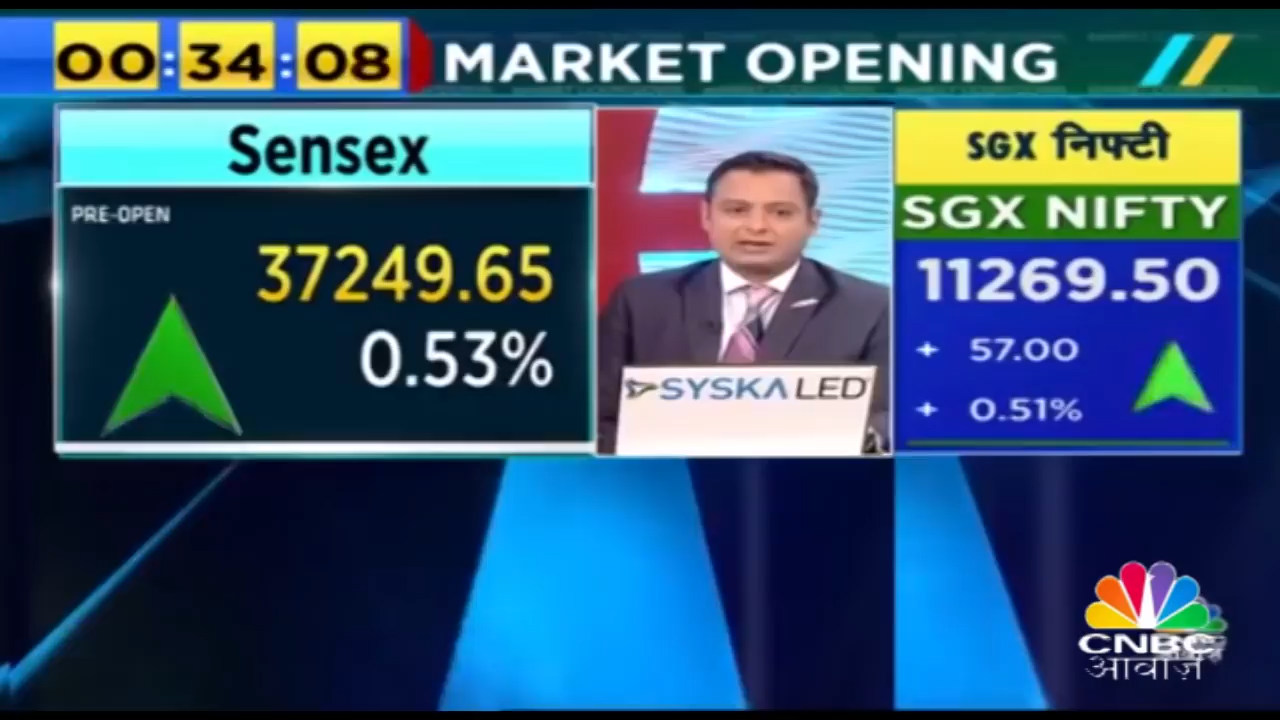 00:34:08 MARKET OPENING
Sensex
PRE-OPEN
37249.65
0.53%
SYSKA LED
SGX निफ्टी
SGX NIFTY
11269.50
+ 57.00
+ 0.51%
CNBC
आवाज़